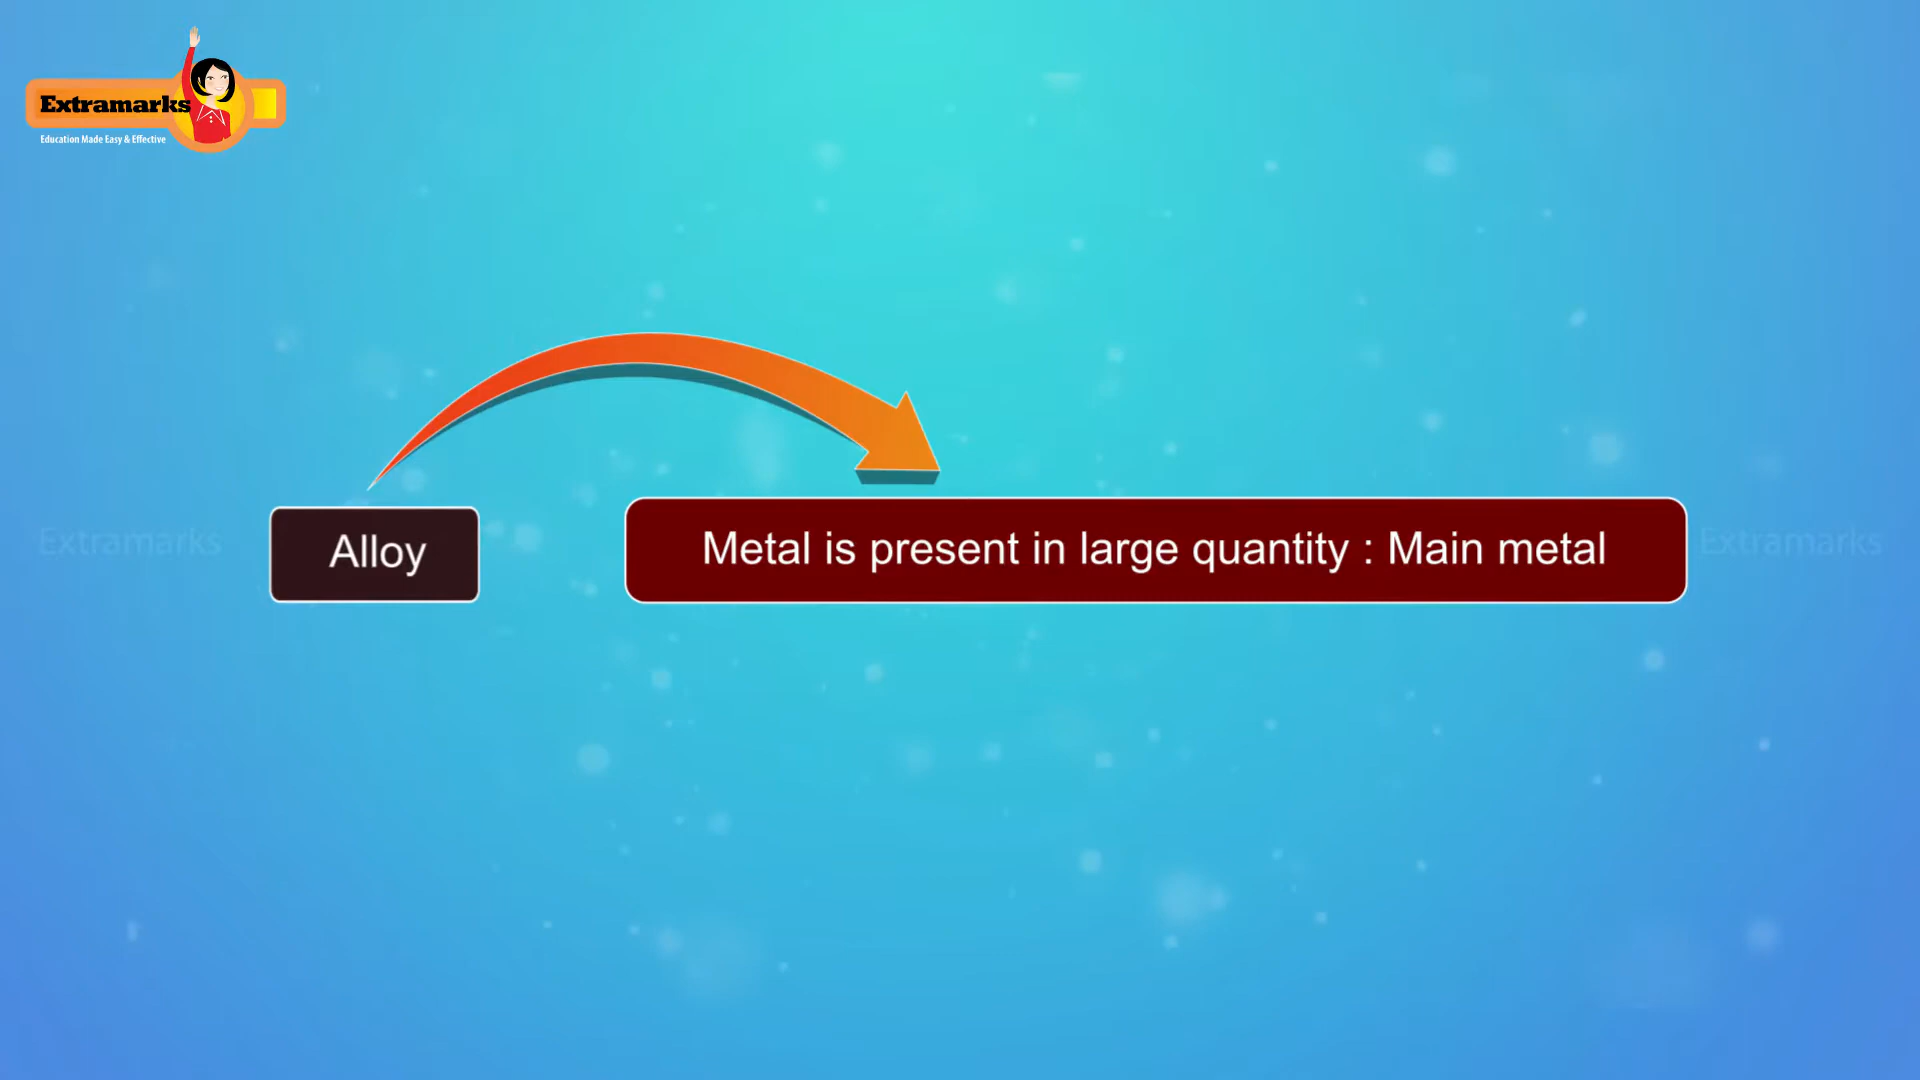 Extramarks
Education Made Easy & Effective
Alloy
Metal is present in large quantity : Main metal
Extramarks
Extramarks